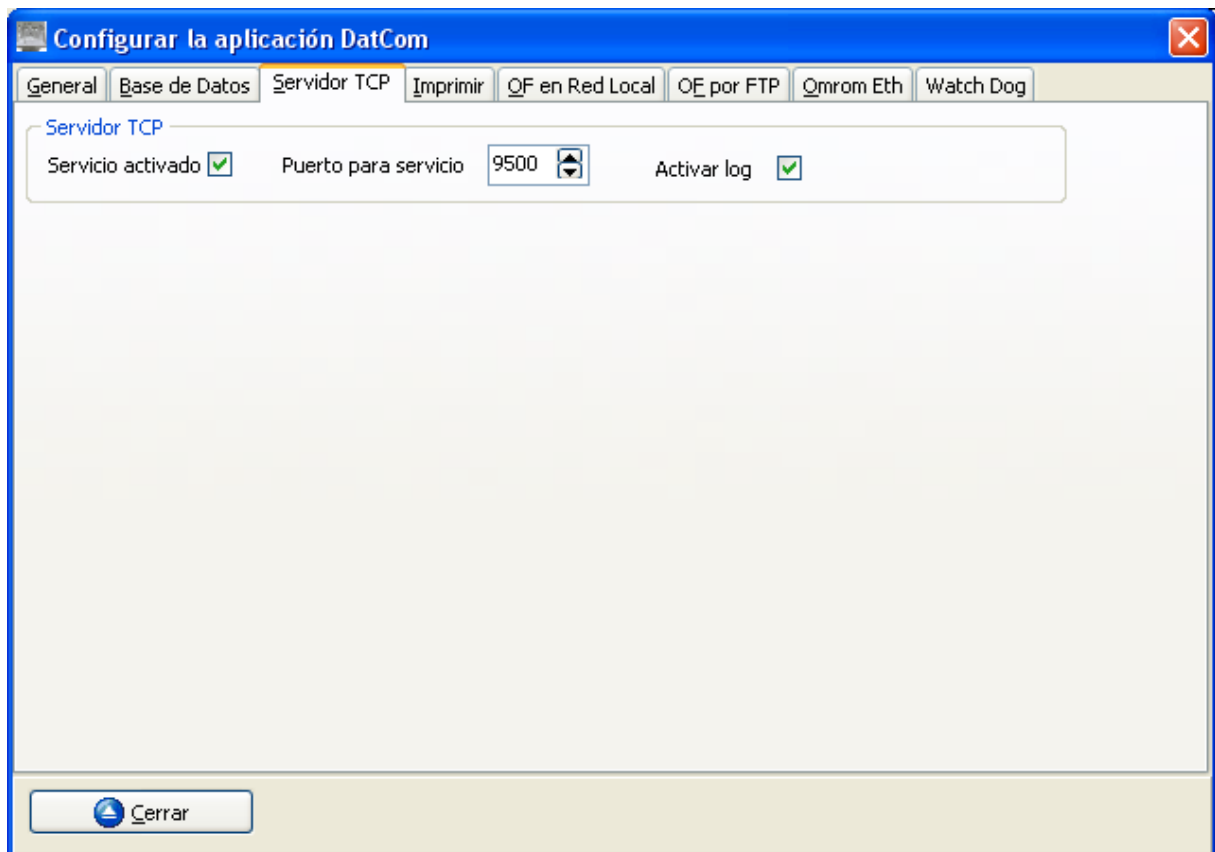 Configurar la aplicación DatCom
General Base de Datos Servidor TCP Imprimir OF en Red Local OF por FTP Omrom Eth Watch Dog
Servidor TCP
Servicio activado Puerto para servicio 9500 Activar log
Cerrar